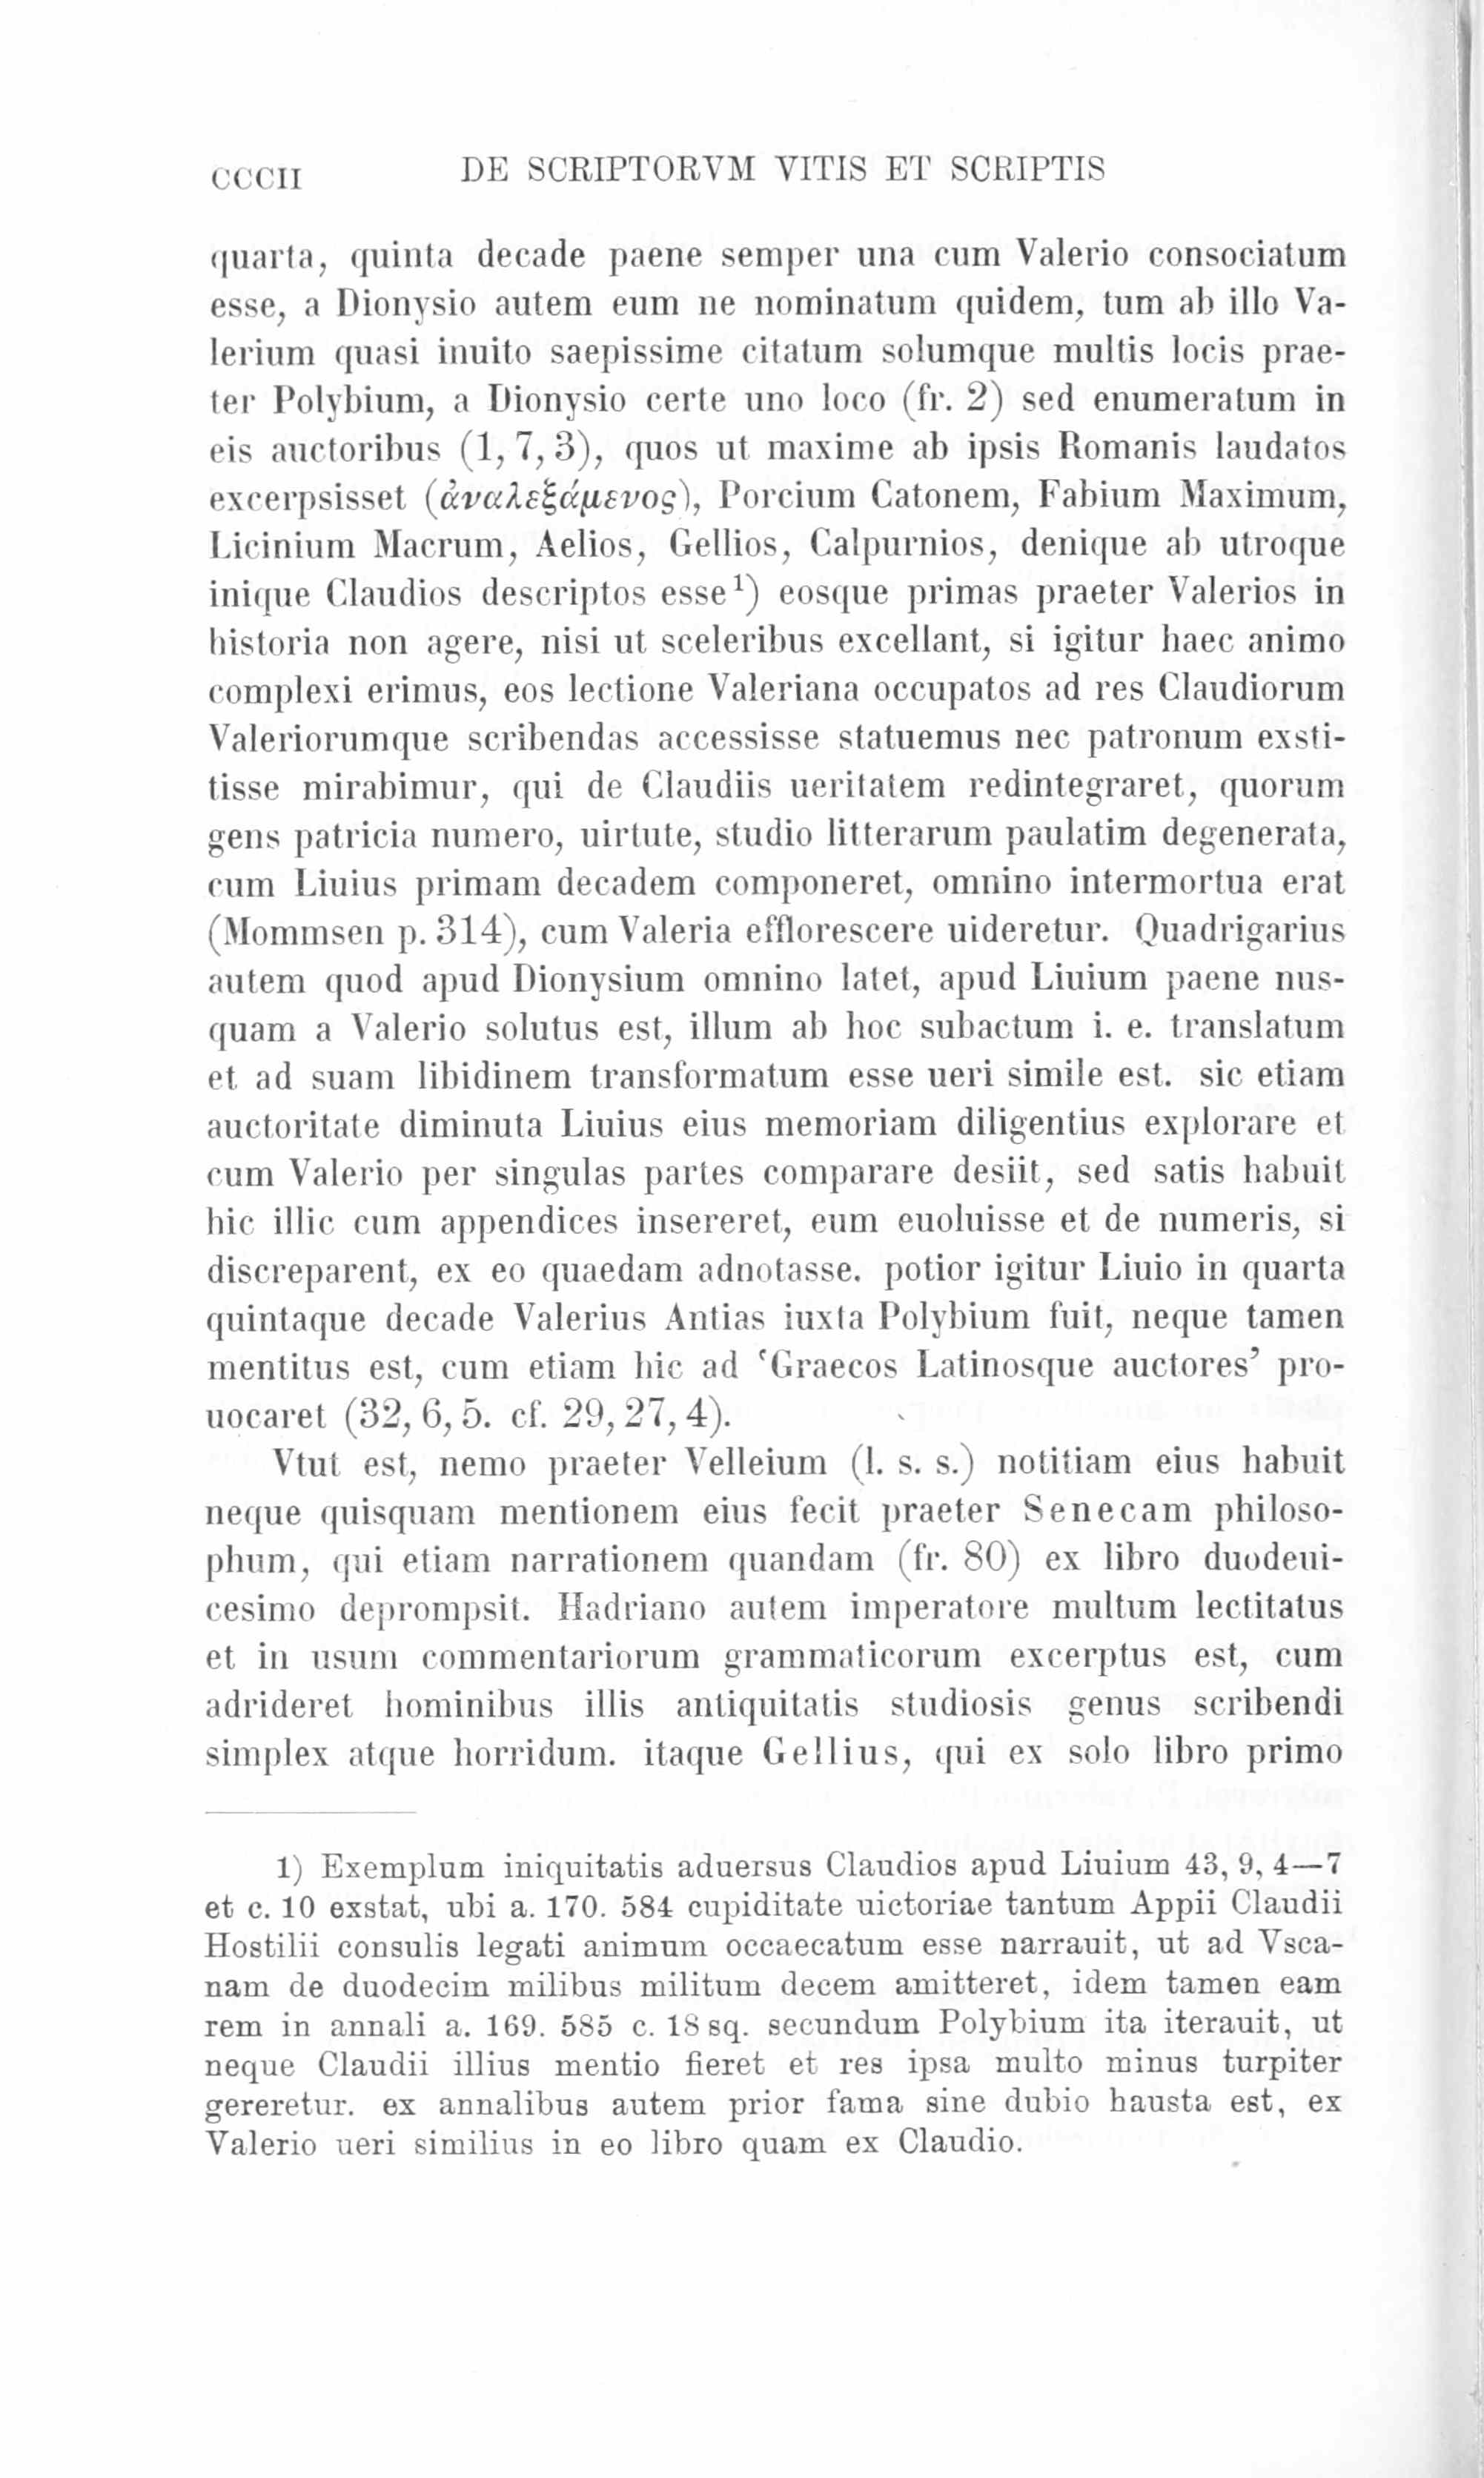 CCCII DE SCRIPTORVM VITIS ET SCRIPTIS
quarta, quinta decade paene semper una cum Valerio consociatum
esse, a Dionysio autem eum ne nominatum quidem, tum ab illo Va-
lerium quasi inuito saepissime citatum solumque multis locis prae-
ter Polybium, a Dionysio certe uno loco (fr. 2) sed enumeratum in
eis auctoribus (1, 7, 3), quos ut maxime ab ipsis Romanis laudatos
excerpsisset (ἀναλεξάμενος), Porcium Catonem, Fabium Maximum,
Licinium Macrum, Aelios, Gellios, Calpurnios, denique ab utroque
inique Claudios descriptos esse¹) eosque primas praeter Valerios in
historia non agere, nisi ut sceleribus excellant, si igitur haec animo
complexi erimus, eos lectione Valeriana occupatos ad res Claudiorum
Valeriorumque scribendas accessisse statuemus nec patronum exsti-
tisse mirabimur, qui de Claudiis ueritatem redintegraret, quorum
gens patricia numero, uirtute, studio litterarum paulatim degenerata,
cum Liuius primam decadem componeret, omnino intermortua erat
(Mommsen p. 314), cum Valeria efflorescere uideretur. Quadrigarius
autem quod apud Dionysium omnino latet, apud Liuium paene nus-
quam a Valerio solutus est, illum ab hoc subactum i. e. translatum
et ad suam libidinem transformatum esse ueri simile est. sic etiam
auctoritate diminuta Liuius eius memoriam diligentius explorare et
cum Valerio per singulas partes comparare desiit, sed satis habuit
hic illic cum appendices insereret, eum euoluisse et de numeris, si
discreparent, ex eo quaedam adnotasse. potior igitur Liuio in quarta
quintaque decade Valerius Antias iuxta Polybium fuit, neque tamen
mentitus est, cum etiam hic ad ‘Graecos Latinosque auctores’ pro-
uocaret (32, 6, 5. cf. 29, 27, 4).
Vtut est, nemo praeter Velleium (l. s. s.) notitiam eius habuit
neque quisquam mentionem eius fecit praeter Senecam philoso-
phum, qui etiam narrationem quandam (fr. 80) ex libro duodeui-
cesimo deprompsit. Hadriano autem imperatore multum lectitatus
et in usum commentariorum grammaticorum excerptus est, cum
adrideret hominibus illis antiquitatis studiosis genus scribendi
simplex atque horridum. itaque Gellius, qui ex solo libro primo
1) Exemplum iniquitatis aduersus Claudios apud Liuium 43, 9, 4—7
et c. 10 exstat, ubi a. 170. 584 cupiditate uictoriae tantum Appii Claudii
Hostilii consulis legati animum occaecatum esse narrauit, ut ad Vsca-
nam de duodecim milibus militum decem amitteret, idem tamen eam
rem in annali a. 169. 585 c. 18 sq. secundum Polybium ita iterauit, ut
neque Claudii illius mentio fieret et res ipsa multo minus turpiter
gereretur. ex annalibus autem prior fama sine dubio hausta est, ex
Valerio ueri similius in eo libro quam ex Claudio.